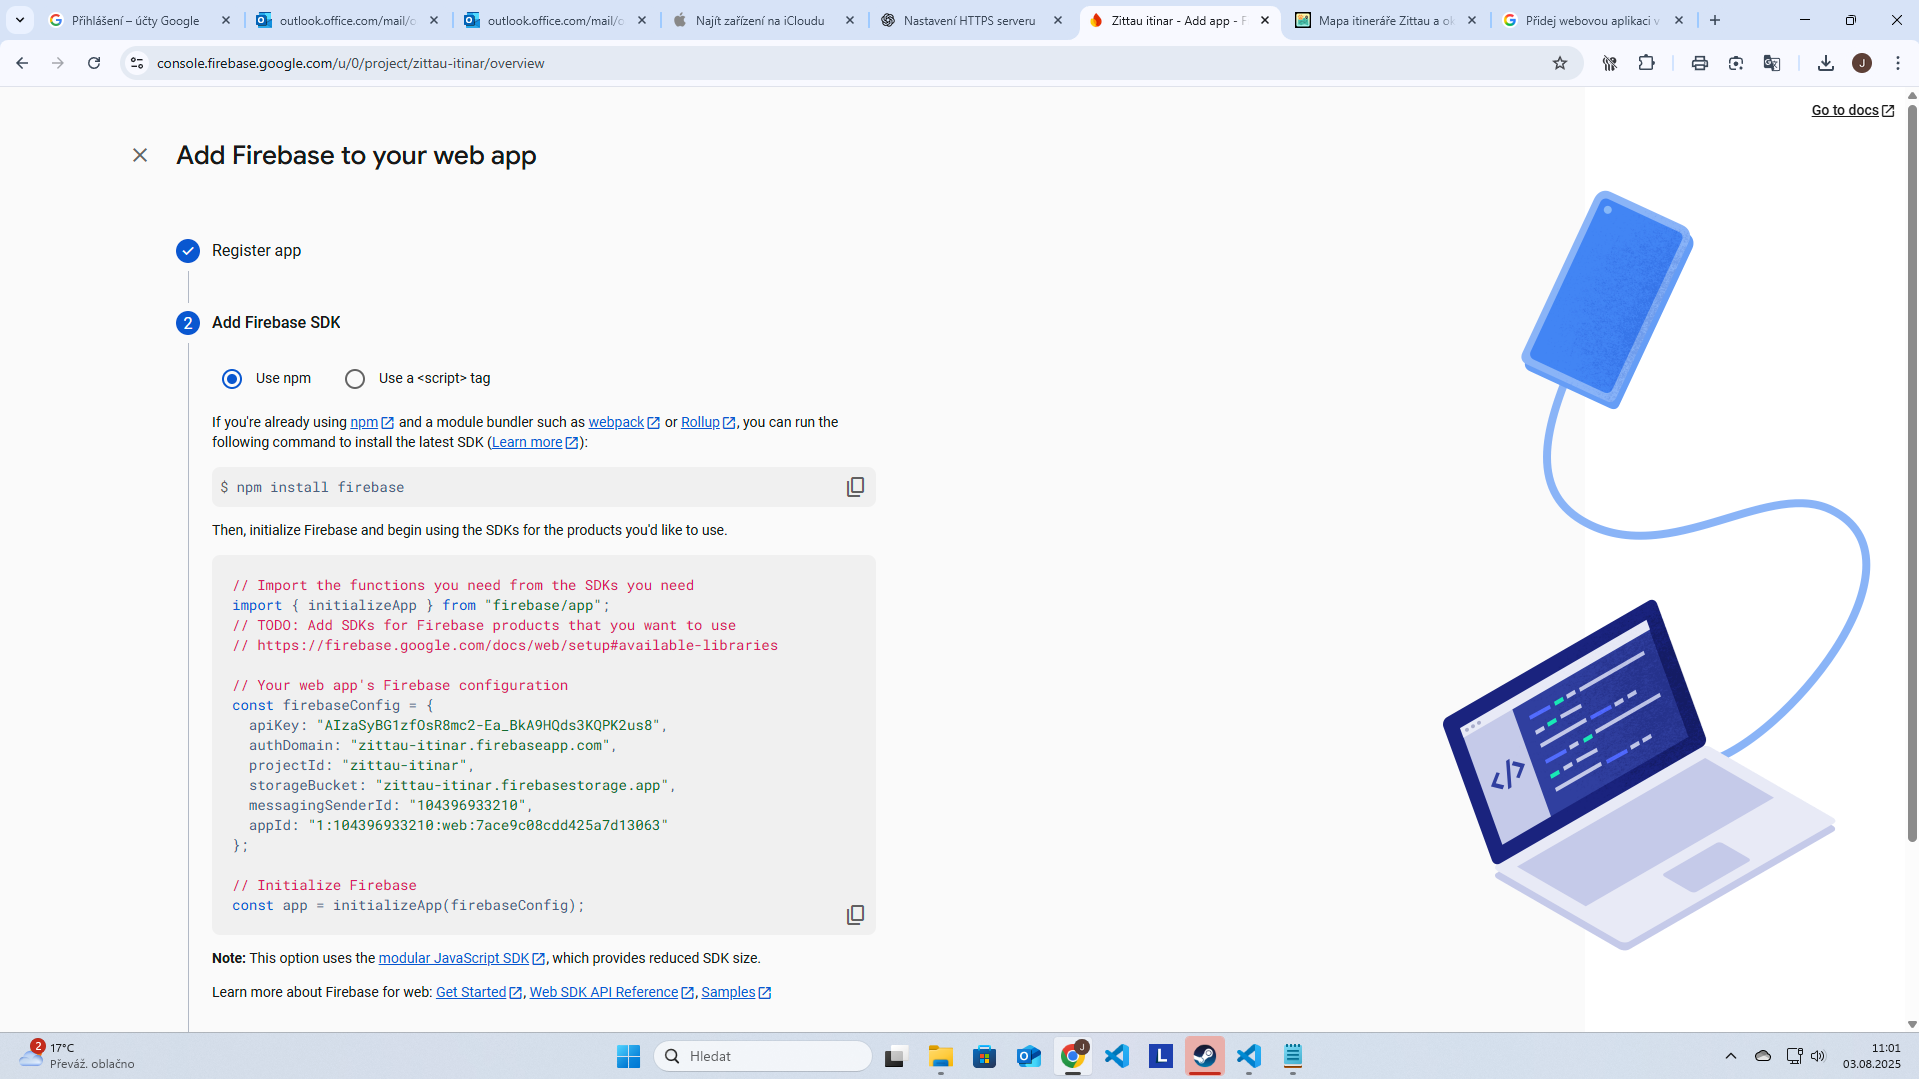 Přihlášení – účty Google
outlook.office.com/mail/o
outlook.office.com/mail/o
Najít zařízení na iCloudu
Nastavení HTTPS serveru
Zittau itinar - Add app - F
Mapa itineráře Zittau a ok
Přidej webovou aplikaci v
console.firebase.google.com/u/0/project/zittau-itinar/overview
J
Go to docs
Add Firebase to your web app
Register app
2 Add Firebase SDK
Use npm
Use a <script> tag
If you're already using npm and a module bundler such as webpack or Rollup, you can run the
following command to install the latest SDK (Learn more):
$ npm install firebase
Then, initialize Firebase and begin using the SDKs for the products you'd like to use.
// Import the functions you need from the SDKs you need
import { initializeApp } from "firebase/app";
// TODO: Add SDKs for Firebase products that you want to use
// https://firebase.google.com/docs/web/setup#available-libraries
// Your web app's Firebase configuration
const firebaseConfig = {
apiKey: "AIzaSyBG1zfOsR8mc2-Ea_BkA9HQds3KQPK2us8",
authDomain: "zittau-itinar.firebaseapp.com",
projectId: "zittau-itinar",
storageBucket: "zittau-itinar.firebasestorage.app",
messagingSenderId: "104396933210",
appId: "1:104396933210:web:7ace9c08cdd425a7d13063"
};
// Initialize Firebase
const app = initializeApp(firebaseConfig);
Note: This option uses the modular JavaScript SDK, which provides reduced SDK size.
Learn more about Firebase for web: Get Started, Web SDK API Reference, Samples
</>
2
17°C
Převáž. oblačno
Hledat
J
L
11:01
03.08.2025